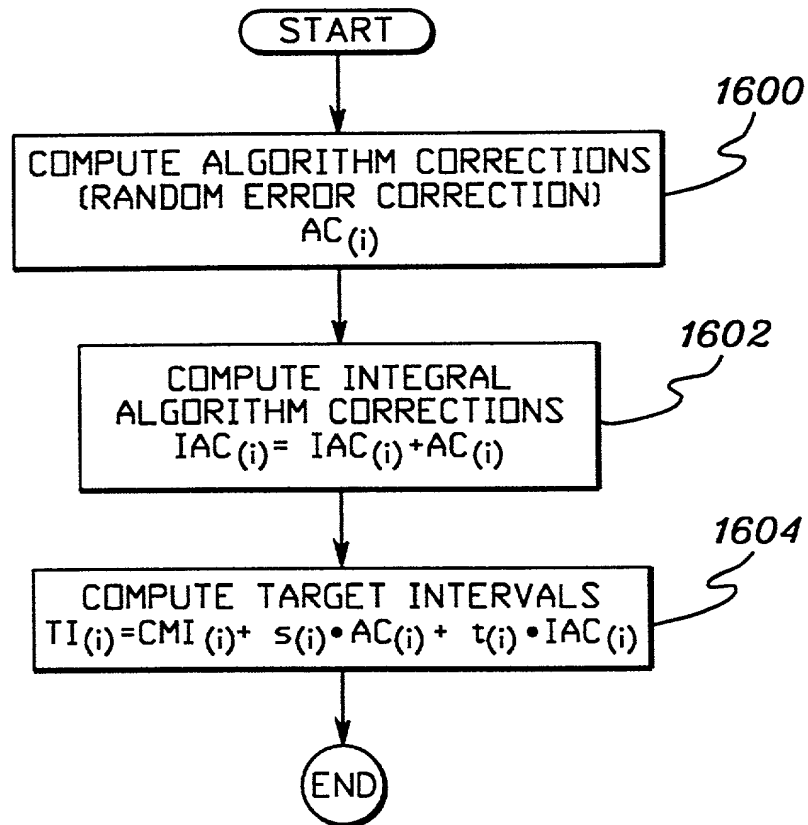 START
1600
COMPUTE ALGORITHM CORRECTIONS
(RANDOM ERROR CORRECTION)
AC(i)
1602
COMPUTE INTEGRAL
ALGORITHM CORRECTIONS
IAC(i)= IAC(i)+AC(i)
1604
COMPUTE TARGET INTERVALS
TI(i)=CMI(i)+ s(i)•AC(i)+ t(i)•IAC(i)
END